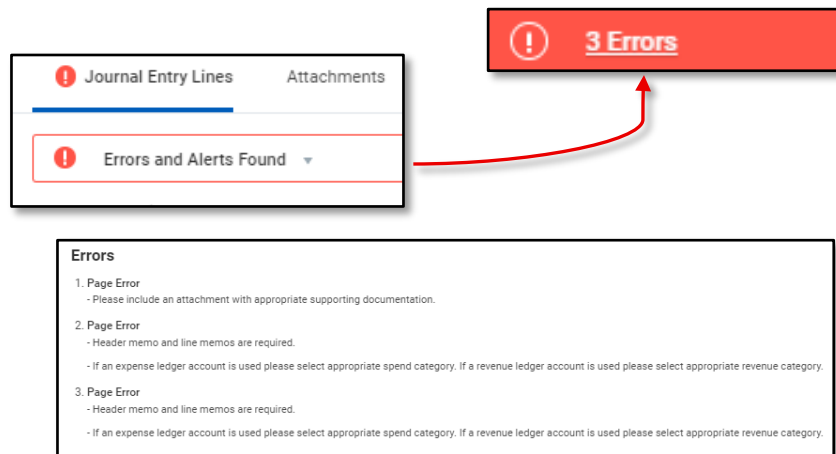 3 Errors
Journal Entry Lines Attachments
Errors and Alerts Found
Errors
1. Page Error
- Please include an attachment with appropriate supporting documentation.
2. Page Error
- Header memo and line memos are required.
- If an expense ledger account is used please select appropriate spend category. If a revenue ledger account is used please select appropriate revenue category.
3. Page Error
- Header memo and line memos are required.
- If an expense ledger account is used please select appropriate spend category. If a revenue ledger account is used please select appropriate revenue category.